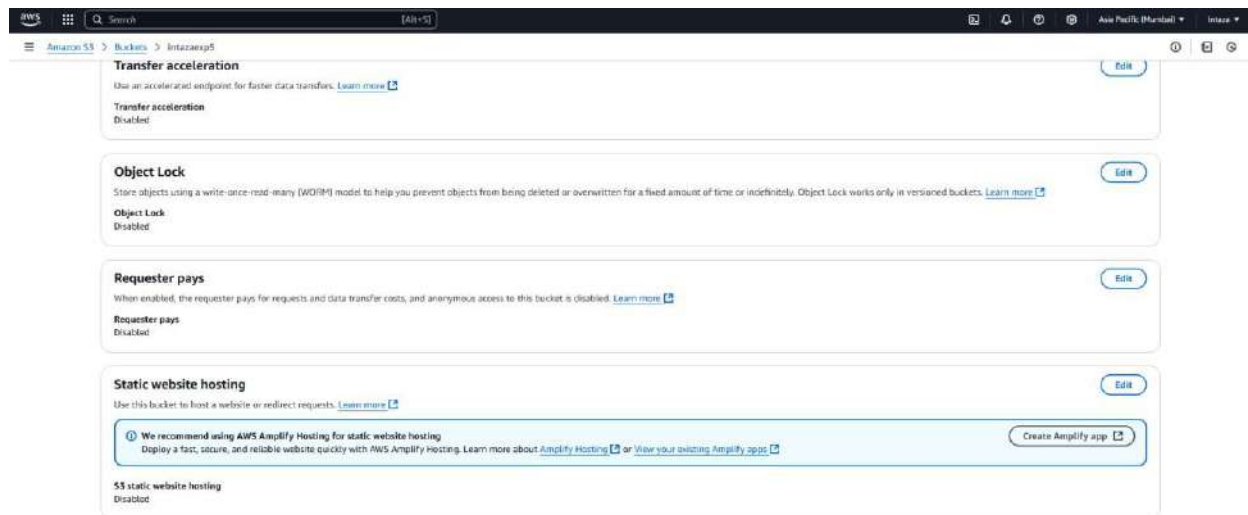 aws Search [Alt+S] Asia Pacific (Mumbai) Intaza
Amazon S3 > Buckets > intazaexp5
Transfer acceleration Edit
Use an accelerated endpoint for faster data transfers. Learn more
Transfer acceleration
Disabled
Object Lock Edit
Store objects using a write-once-read-many (WORM) model to help you prevent objects from being deleted or overwritten for a fixed amount of time or indefinitely. Object Lock works only in versioned buckets. Learn more
Object Lock
Disabled
Requester pays Edit
When enabled, the requester pays for requests and data transfer costs, and anonymous access to this bucket is disabled. Learn more
Requester pays
Disabled
Static website hosting Edit
Use this bucket to host a website or redirect requests. Learn more
We recommend using AWS Amplify Hosting for static website hosting Create Amplify app
Deploy a fast, secure, and reliable website quickly with AWS Amplify Hosting. Learn more about Amplify Hosting or View your existing Amplify apps
S3 static website hosting
Disabled